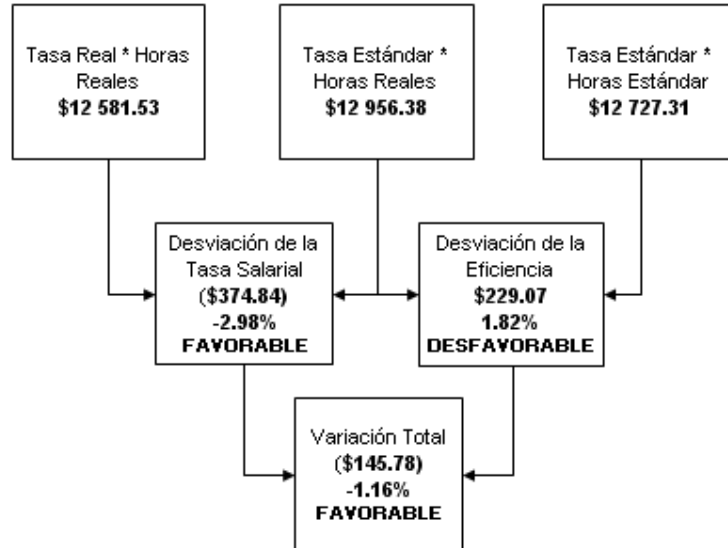 Tasa Real * Horas
Reales
$12 581.53
Tasa Estándar *
Horas Reales
$12 956.38
Tasa Estándar *
Horas Estándar
$12 727.31
Desviación de la
Tasa Salarial
($374.84)
-2.98%
FAVORABLE
Desviación de la
Eficiencia
$229.07
1.82%
DESFAVORABLE
Variación Total
($145.78)
-1.16%
FAVORABLE